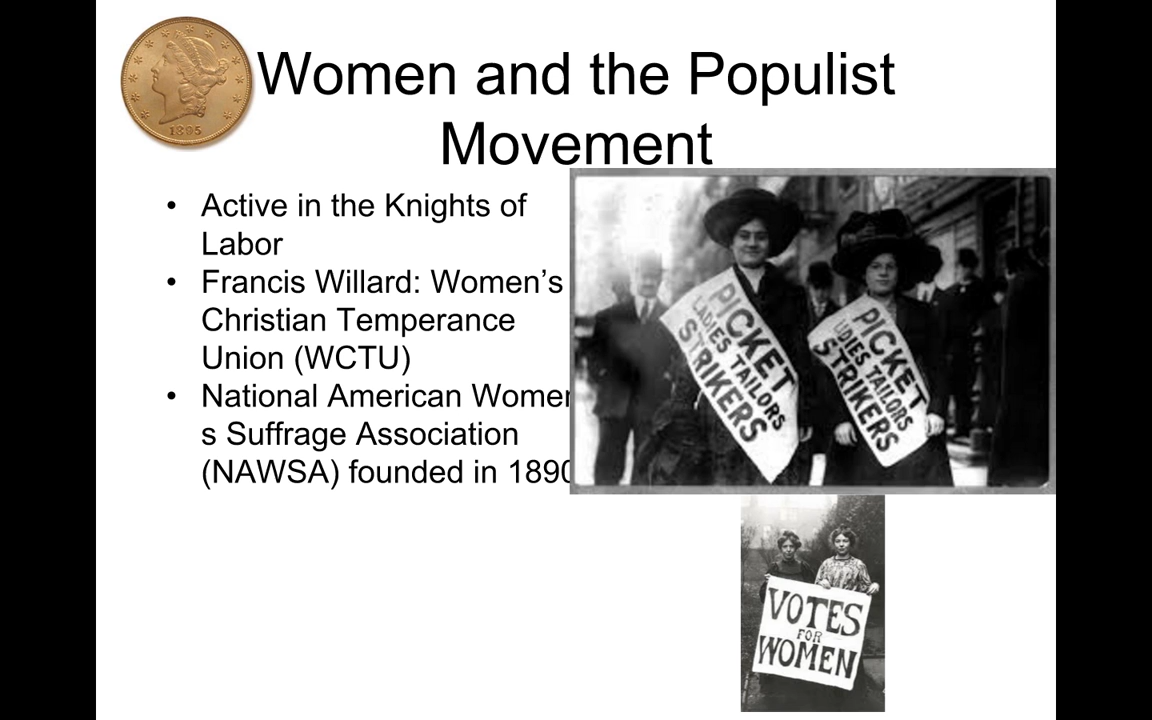 1895
Women and the Populist
Movement
• Active in the Knights of
Labor
• Francis Willard: Women’s
Christian Temperance
Union (WCTU)
• National American Women
s Suffrage Association
(NAWSA) founded in 1890
PICKET
LADIES TAILORS
STRIKERS
PICKET
LADIES TAILORS
STRIKERS
VOTES
FOR
WOMEN